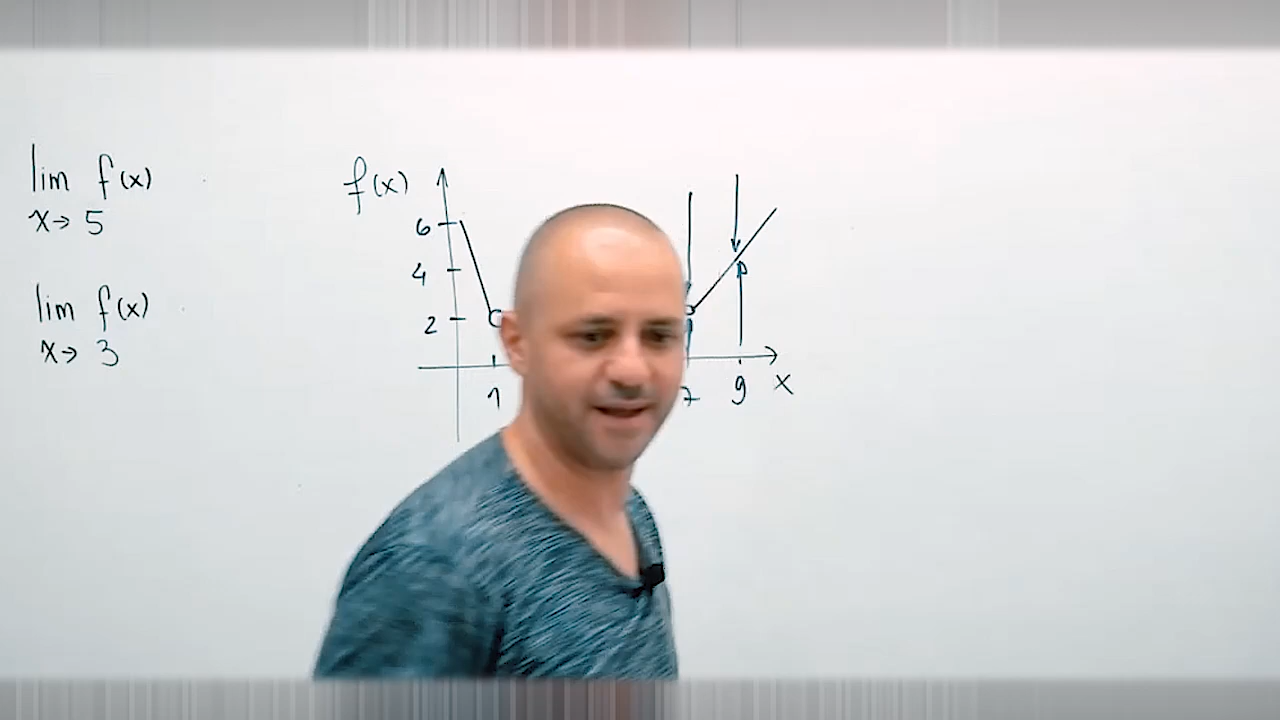 lim f(x)
x→5
lim f(x)
x→3
f(x)
6
4
2
1 7 9 x